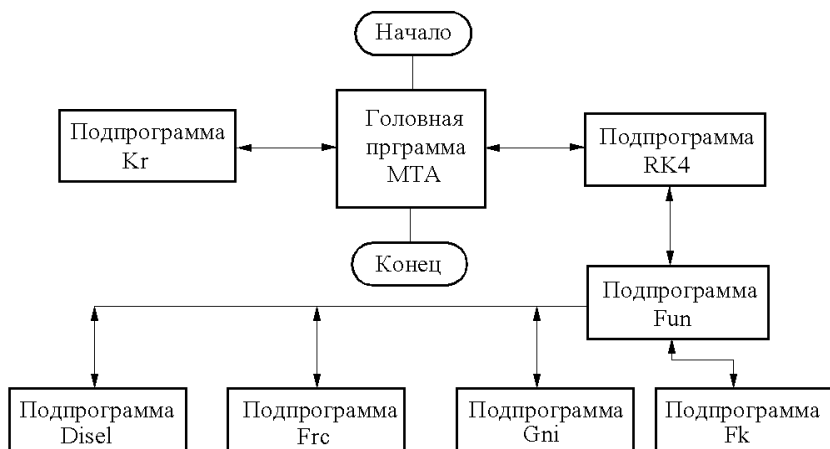 Начало
Подпрограмма
Kr
Головная
прграмма
МТА
Подпрограмма
RK4
Конец
Подпрограмма
Fun
Подпрограмма
Disel
Подпрограмма
Frc
Подпрограмма
Gni
Подпрограмма
Fk